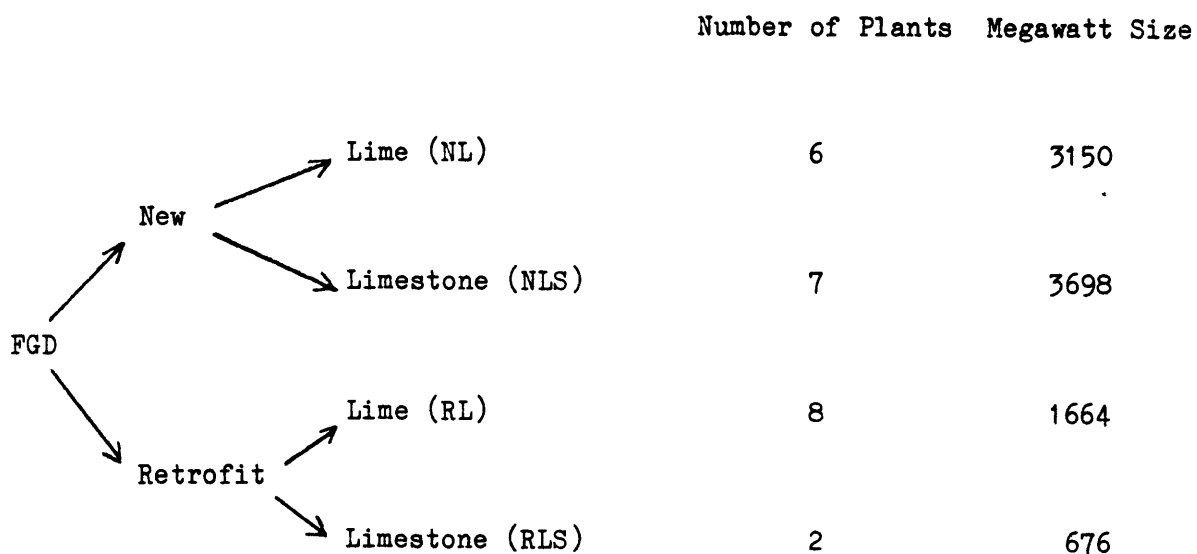 Number of Plants Megawatt Size
Lime (NL) 6 3150
New
Limestone (NLS) 7 3698
FGD
Lime (RL) 8 1664
Retrofit
Limestone (RLS) 2 676